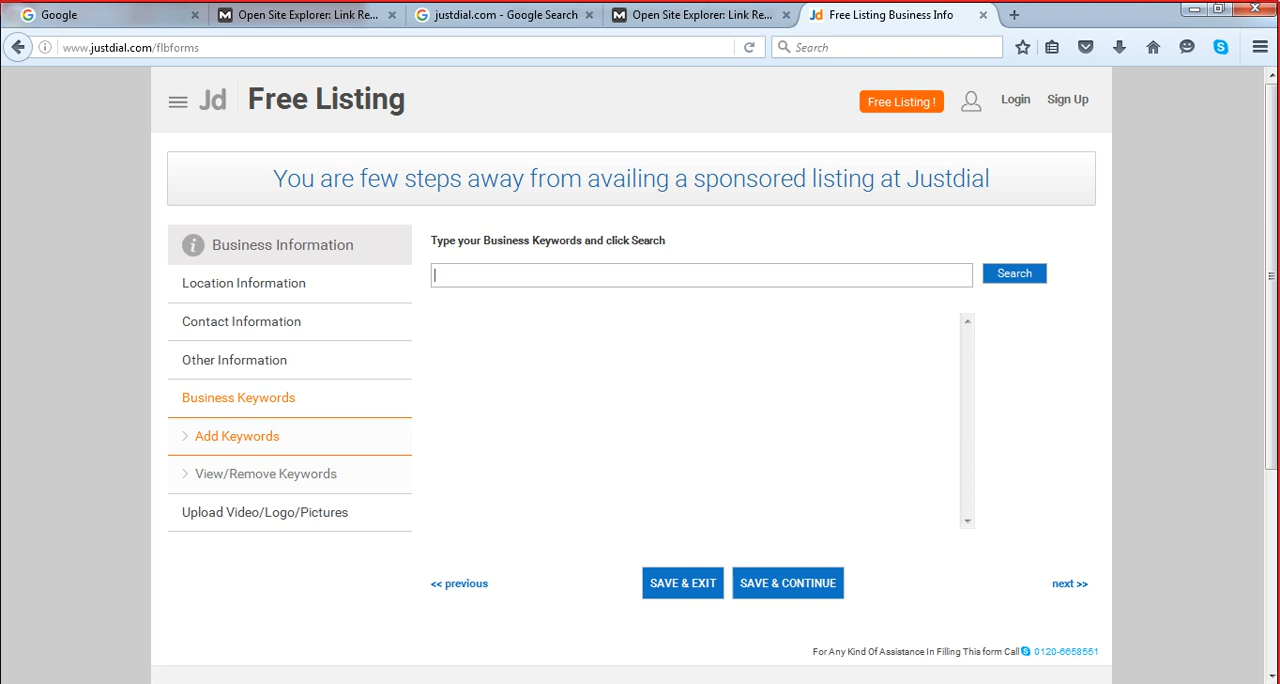 Google
Open Site Explorer: Link Re...
justdial.com - Google Search
Open Site Explorer: Link Re...
Free Listing Business Info
www.justdial.com/flbforms
Search
Jd Free Listing
Free Listing !
Login
Sign Up
You are few steps away from availing a sponsored listing at Justdial
Business Information
Location Information
Contact Information
Other Information
Business Keywords
Add Keywords
View/Remove Keywords
Upload Video/Logo/Pictures
Type your Business Keywords and click Search
Search
<< previous
SAVE & EXIT
SAVE & CONTINUE
next >>
For Any Kind Of Assistance In Filling This form Call 0120-6658551